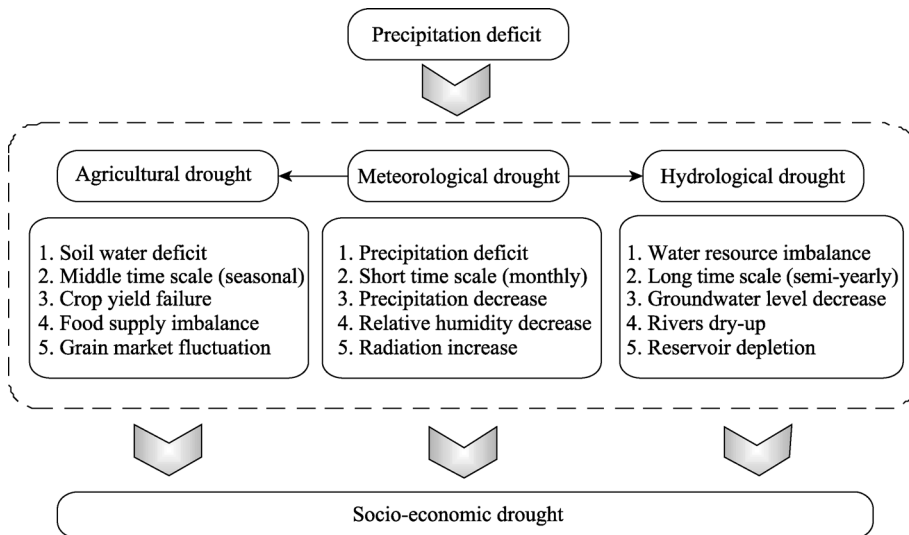 Precipitation deficit
Agricultural drought
Meteorological drought
Hydrological drought
1. Soil water deficit
2. Middle time scale (seasonal)
3. Crop yield failure
4. Food supply imbalance
5. Grain market fluctuation
1. Precipitation deficit
2. Short time scale (monthly)
3. Precipitation decrease
4. Relative humidity decrease
5. Radiation increase
1. Water resource imbalance
2. Long time scale (semi-yearly)
3. Groundwater level decrease
4. Rivers dry-up
5. Reservoir depletion
Socio-economic drought